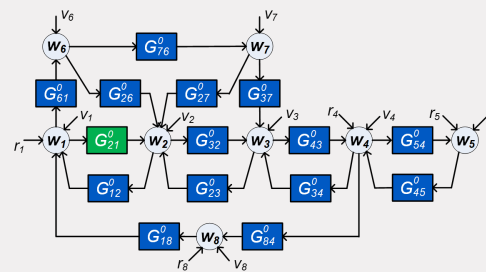 v6 v7
w6 G⁰76 w7
G⁰61 G⁰26 G⁰27 G⁰37
v1 v2 v3 r4 v4 r5 v5
r1 w1 G⁰21 w2 G⁰32 w3 G⁰43 w4 G⁰54 w5
G⁰12 G⁰23 G⁰34 G⁰45
G⁰18 w8 G⁰84
r8 v8